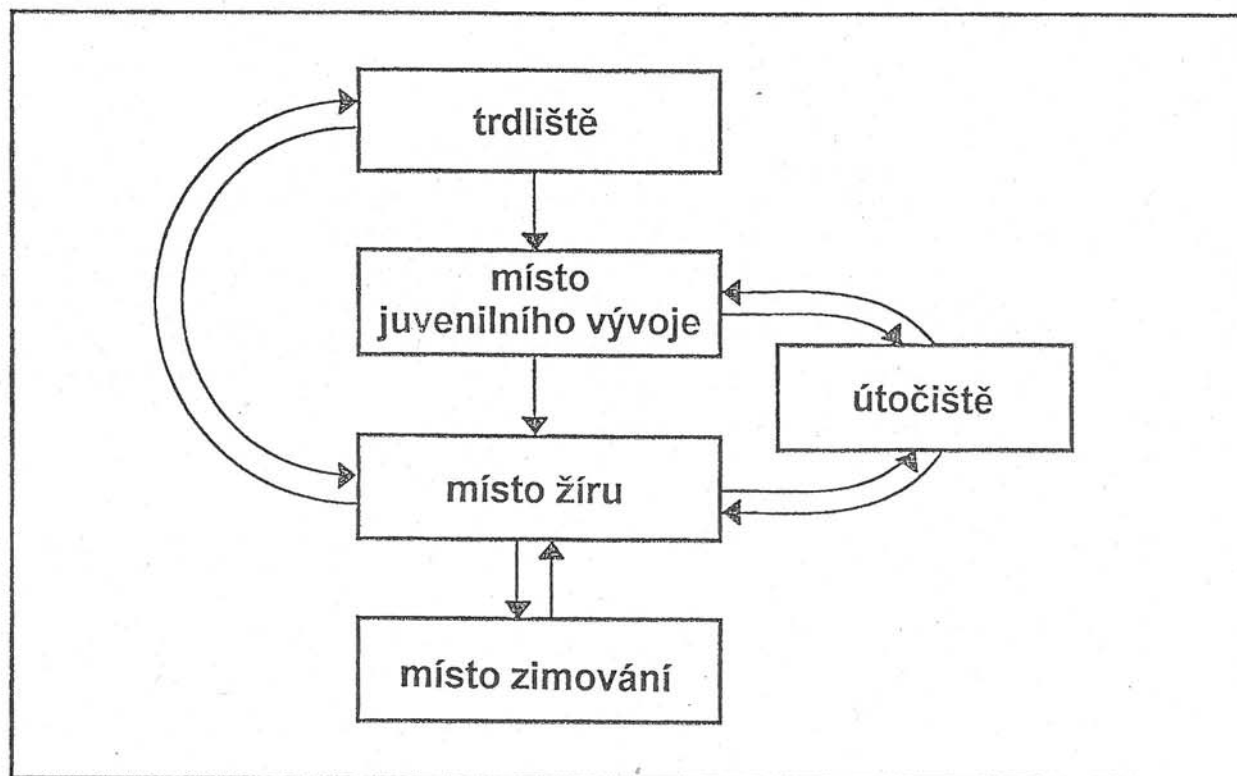 trdliště
místo
juvenilního vývoje
útočiště
místo žíru
místo zimování